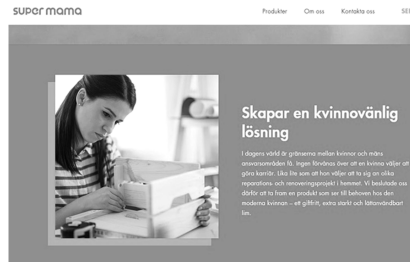 super mama
Produkter Om oss Kontakta oss SE
Skapar en kvinnovänlig
lösning
I dagens värld är gränserna mellan kvinnor och mäns
ansvarsområden få. Ingen förvånas över att en kvinna väljer att
göra karriär. Lika lite som att hon väljer att ta sig an olika
reparations- och renoveringsprojekt i hemmet. Vi beslutade oss
därför att ta fram en produkt som ser till behoven hos den
moderna kvinnan – ett giftfritt, extra starkt och lättanvändbart
lim.